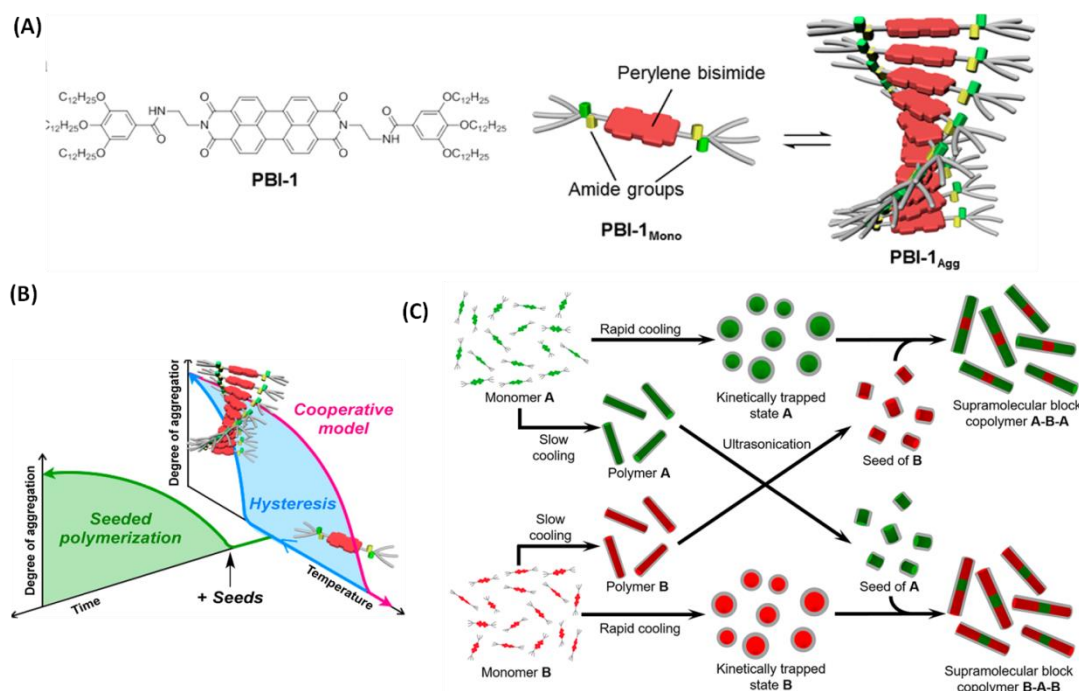 (A)
C₁₂H₂₅O
C₁₂H₂₅O
C₁₂H₂₅O
O
HN
N
O
O
O
O
N
NH
O
OC₁₂H₂₅
OC₁₂H₂₅
OC₁₂H₂₅
PBI-1
Perylene bisimide
Amide groups
PBI-1Mono
PBI-1Agg
(B)
Degree of aggregation
Cooperative
model
Hysteresis
Temperature
Degree of aggregation
Seeded
polymerization
Time
+ Seeds
(C)
Monomer A
Rapid cooling
Kinetically trapped
state A
Supramolecular block
copolymer A-B-A
Slow
cooling
Polymer A
Ultrasonication
Seed of B
Slow
cooling
Polymer B
Seed of A
Monomer B
Rapid cooling
Kinetically trapped
state B
Supramolecular block
copolymer B-A-B